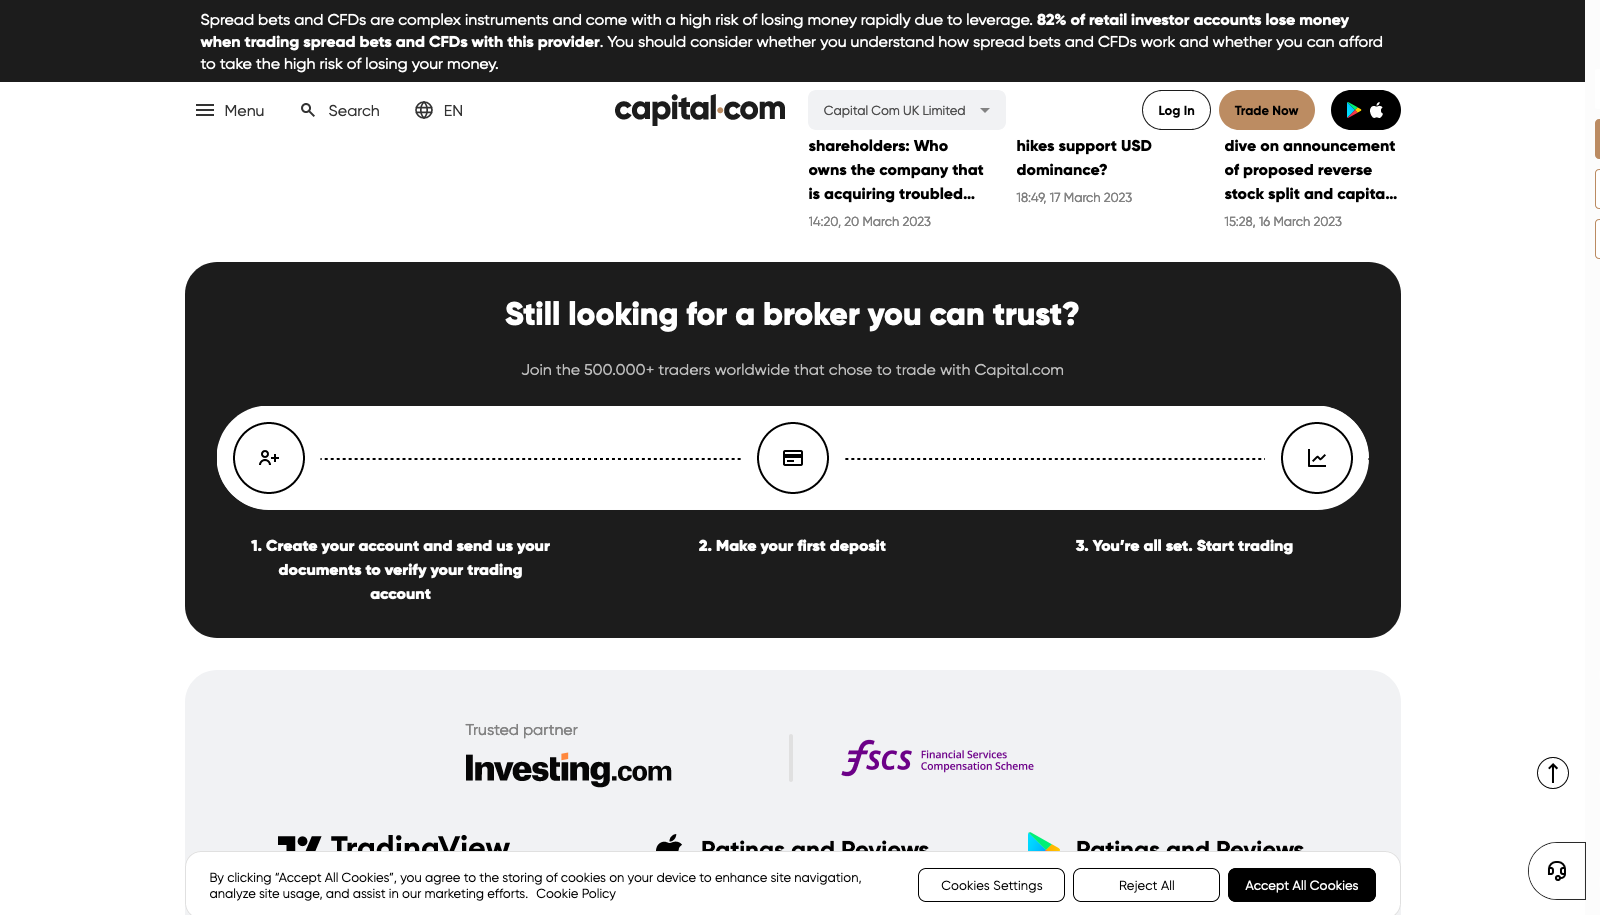 Spread bets and CFDs are complex instruments and come with a high risk of losing money rapidly due to leverage. 82% of retail investor accounts lose money
when trading spread bets and CFDs with this provider. You should consider whether you understand how spread bets and CFDs work and whether you can afford
to take the high risk of losing your money.
Menu
Search
EN
capital.com
Capital Com UK Limited
Log In
Trade Now
shareholders: Who
owns the company that
is acquiring troubled...
14:20, 20 March 2023
hikes support USD
dominance?
18:49, 17 March 2023
dive on announcement
of proposed reverse
stock split and capita...
15:28, 16 March 2023
Still looking for a broker you can trust?
Join the 500.000+ traders worldwide that chose to trade with Capital.com
1. Create your account and send us your
documents to verify your trading
account
2. Make your first deposit
3. You’re all set. Start trading
Trusted partner
Investing.com
fscs
Financial Services
Compensation Scheme
TradingView
Ratings and Reviews
Ratings and Reviews
By clicking “Accept All Cookies”, you agree to the storing of cookies on your device to enhance site navigation,
analyze site usage, and assist in our marketing efforts. Cookie Policy
Cookies Settings
Reject All
Accept All Cookies